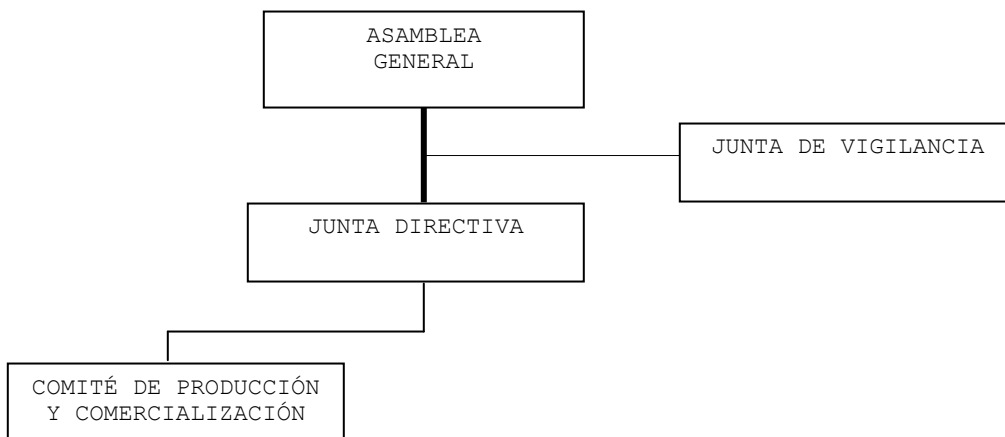 ASAMBLEA
GENERAL
JUNTA DE VIGILANCIA
JUNTA DIRECTIVA
COMITÉ DE PRODUCCIÓN
Y COMERCIALIZACIÓN